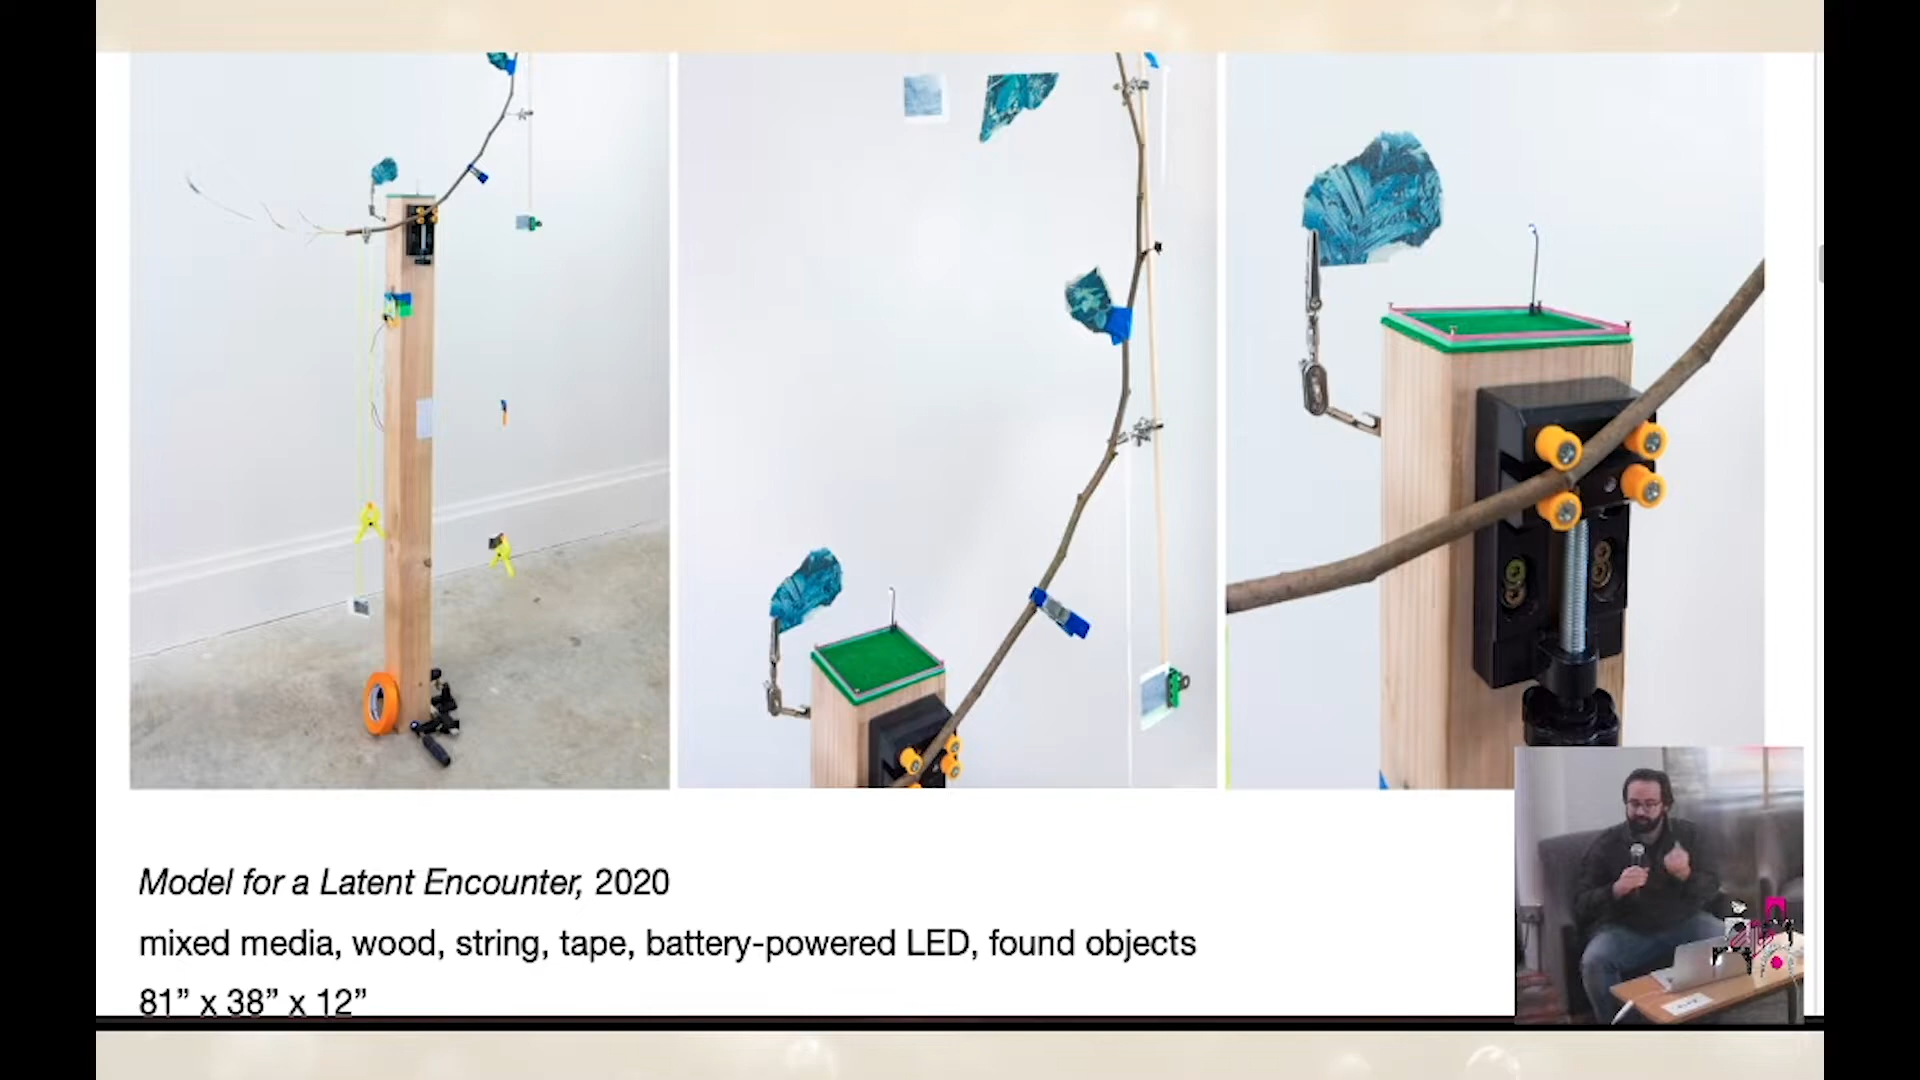 Model for a Latent Encounter, 2020
mixed media, wood, string, tape, battery-powered LED, found objects
81” x 38” x 12”